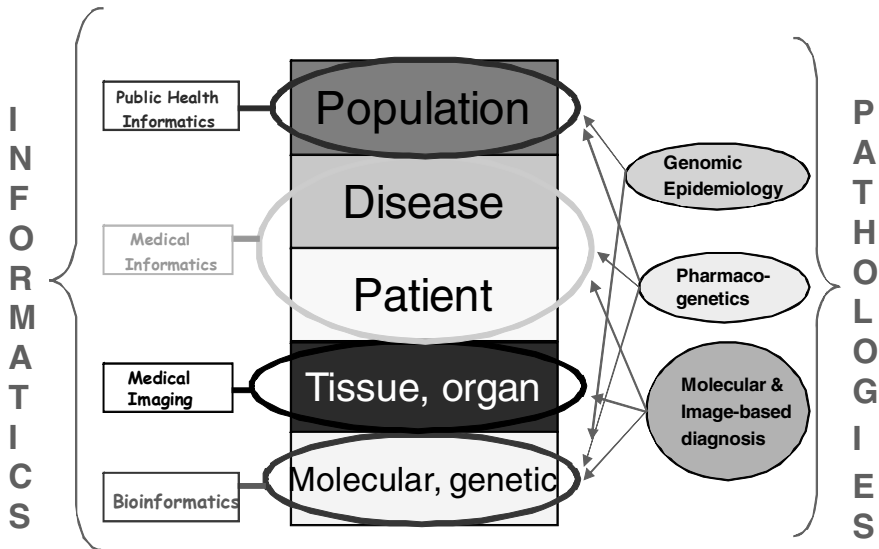 INFORMATICS
Public Health
Informatics
Medical
Informatics
Medical
Imaging
Bioinformatics
Population
Disease
Patient
Tissue, organ
Molecular, genetic
Genomic
Epidemiology
Pharmaco-
genetics
Molecular &
Image-based
diagnosis
PATHOLOGIES